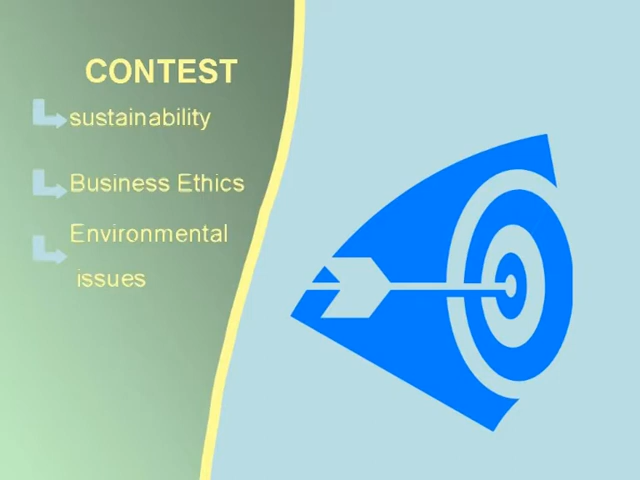 CONTEST
sustainability
Business Ethics
Environmental
issues